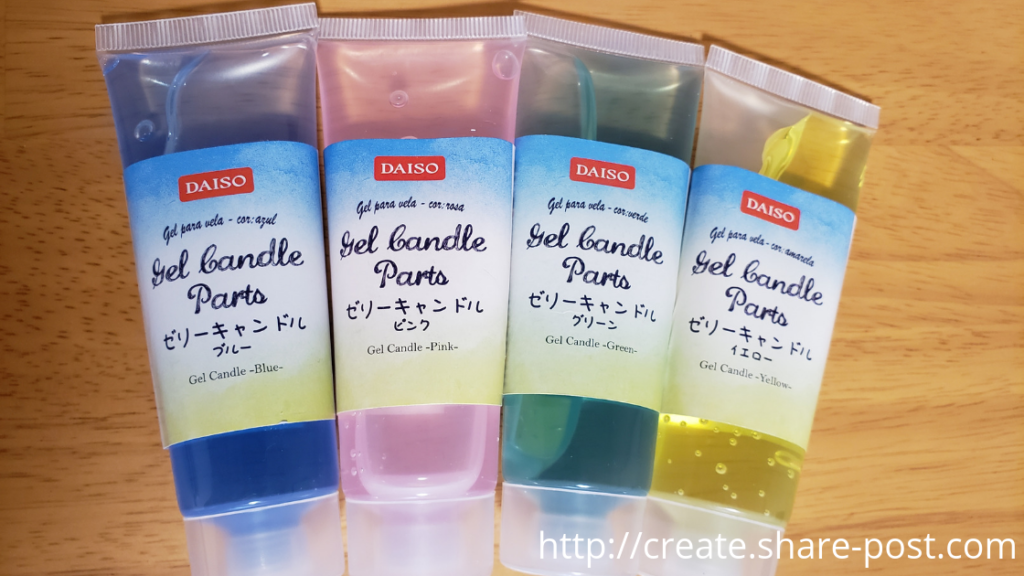 DAISO
Gel para vela - cor:azul
Gel Candle
Parts
ゼリーキャンドル
ブルー
Gel Candle -Blue-
DAISO
Gel para vela - cor:rosa
Gel Candle
Parts
ゼリーキャンドル
ピンク
Gel Candle -Pink-
DAISO
Gel para vela - cor:verde
Gel Candle
Parts
ゼリーキャンドル
グリーン
Gel Candle -Green-
DAISO
Gel para vela - cor:amarela
Gel Candle
Parts
ゼリーキャンドル
イエロー
Gel Candle -Yellow-
http://create.share-post.com